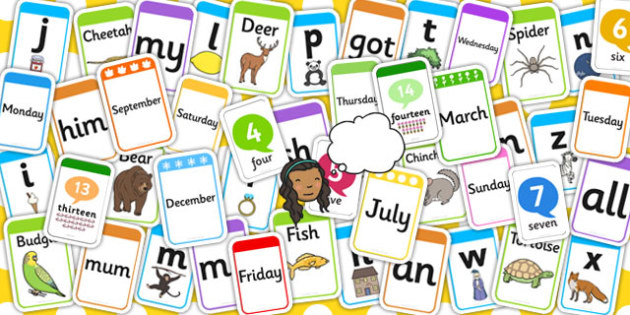 j
Cheetah
my
l
Deer
p
got
t
Wednesday
Spider
n
6
six
Monday
him
September
Saturday
4
four
Thursday
14
fourteen
March
m
z
Tuesday
i
13
thirteen
Bear
December
July
Chinch
Sunday
7
seven
all
Budgi
mum
m
m
Friday
Fish
an
w
Tortoise
x